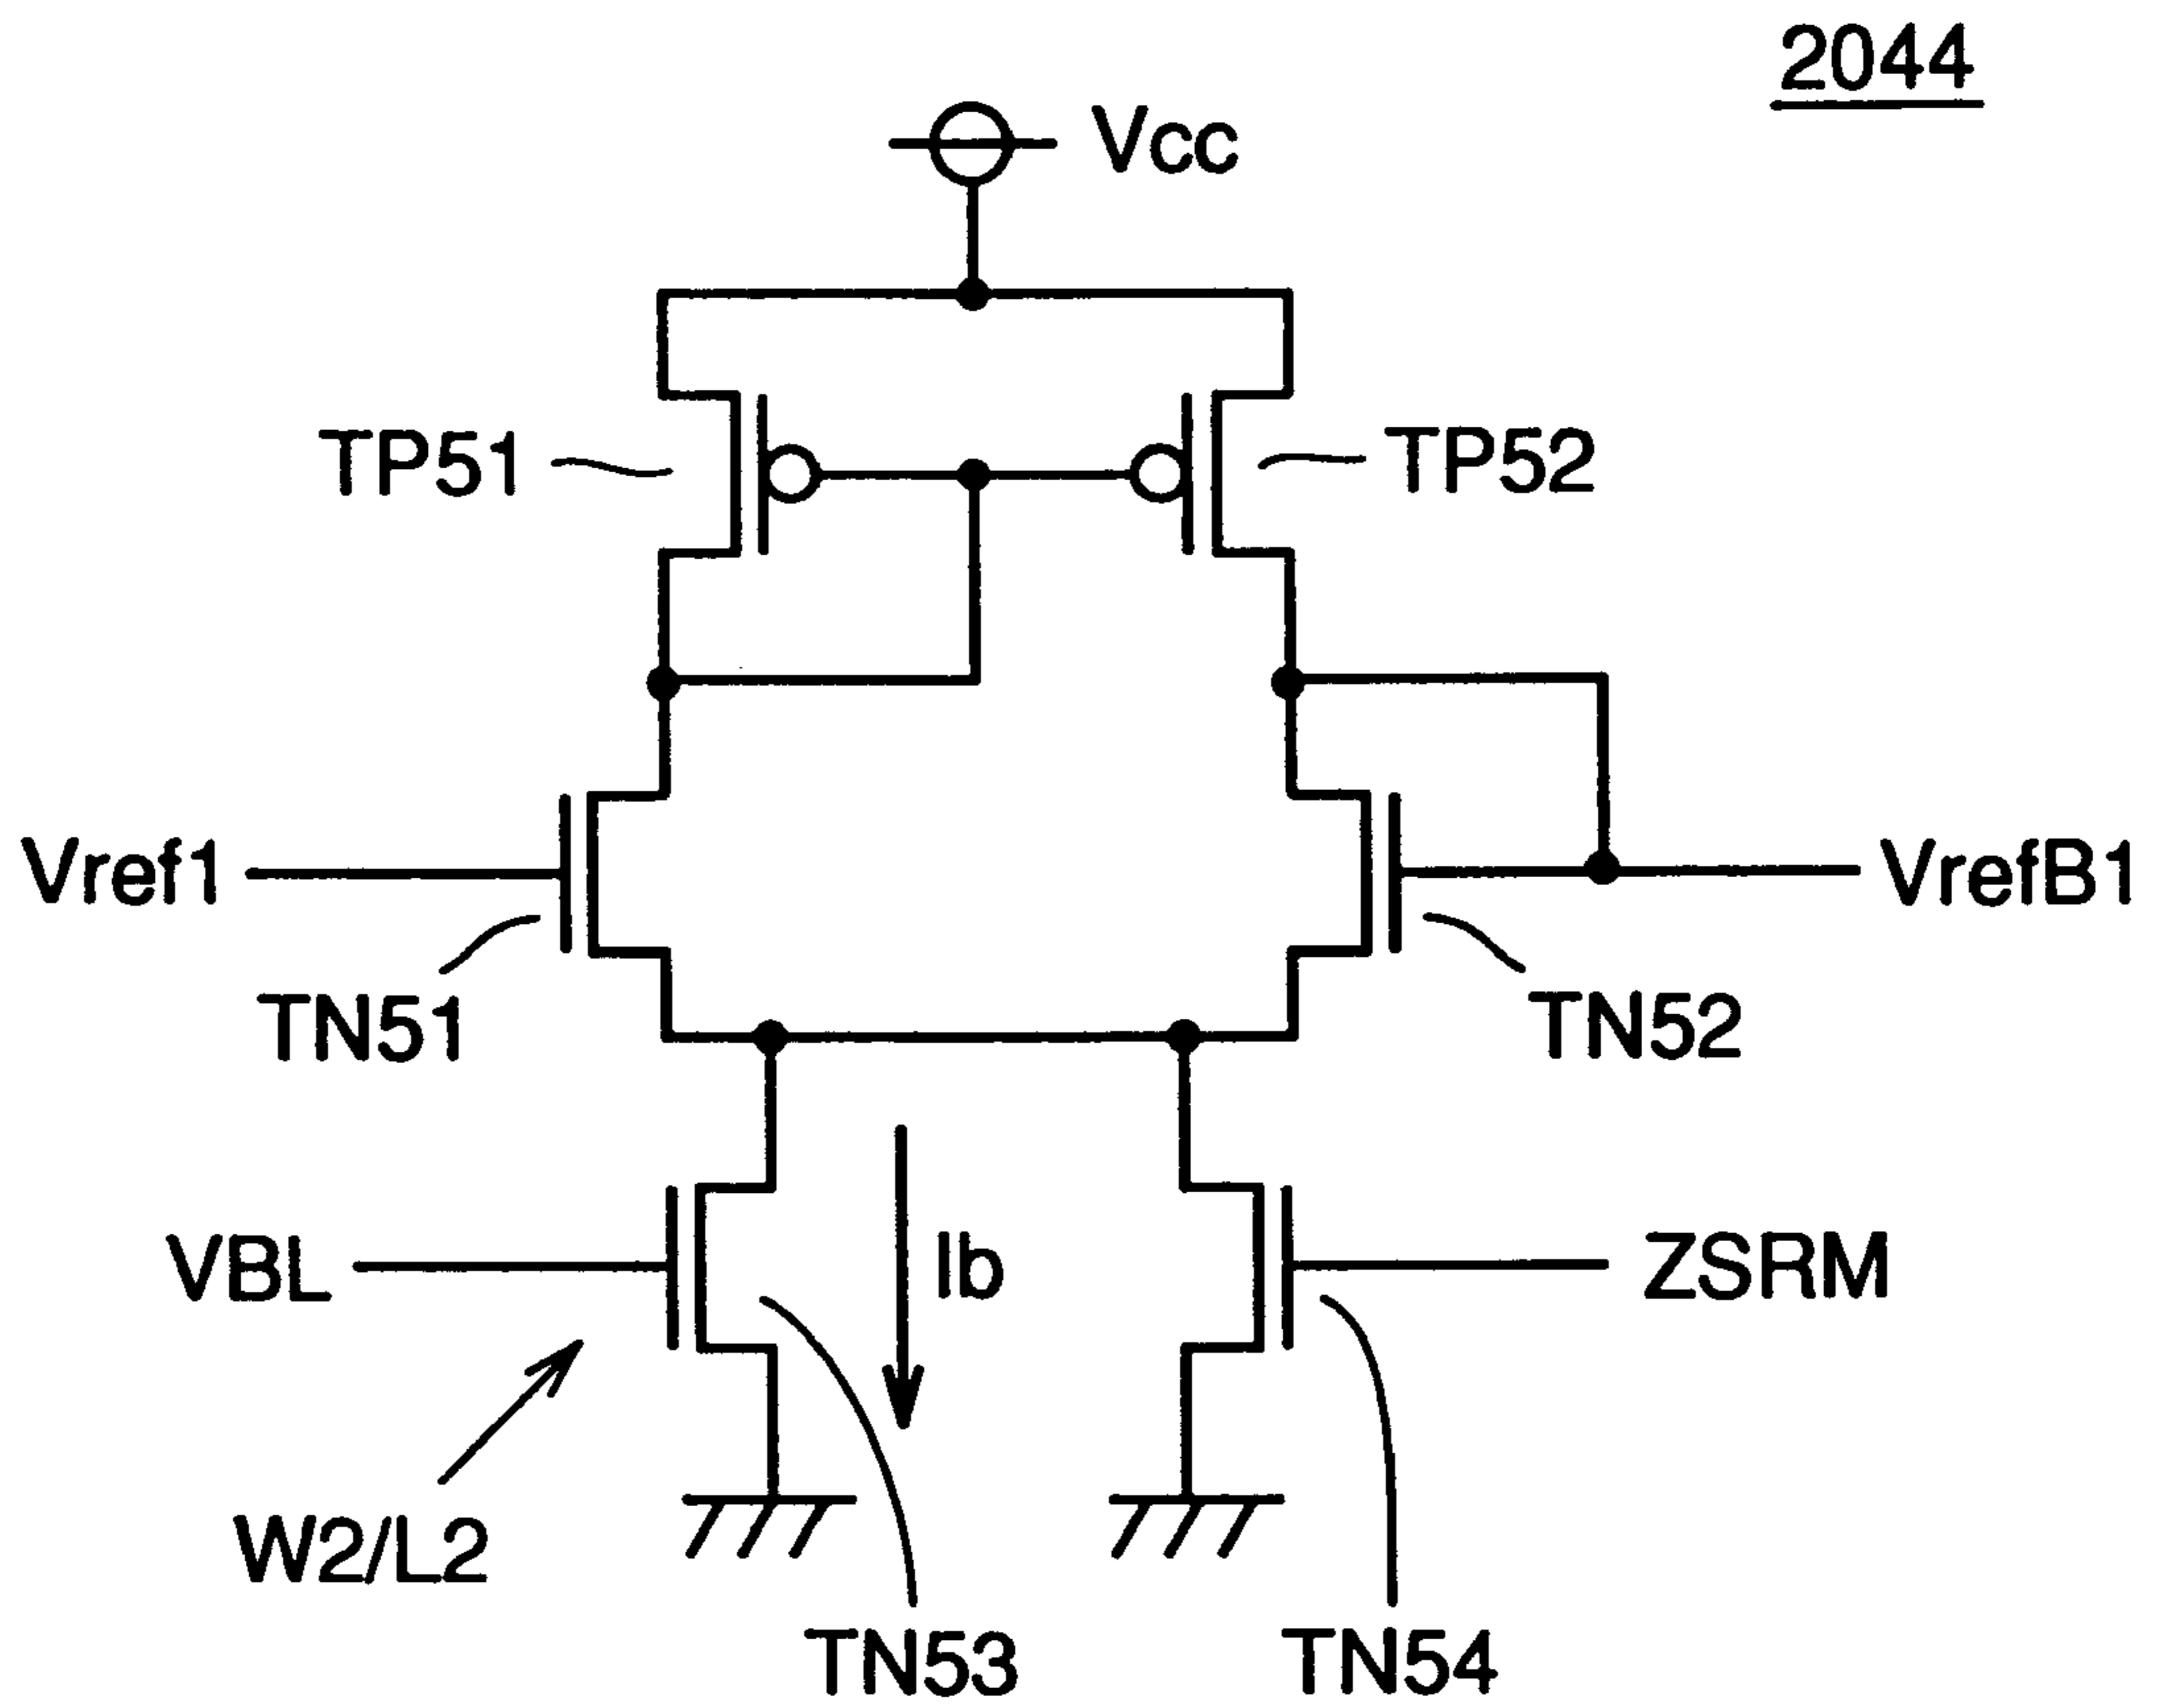 2044
Vcc
TP51
TP52
Vref1
VrefB1
TN51
TN52
VBL
Ib
ZSRM
W2/L2
TN53
TN54